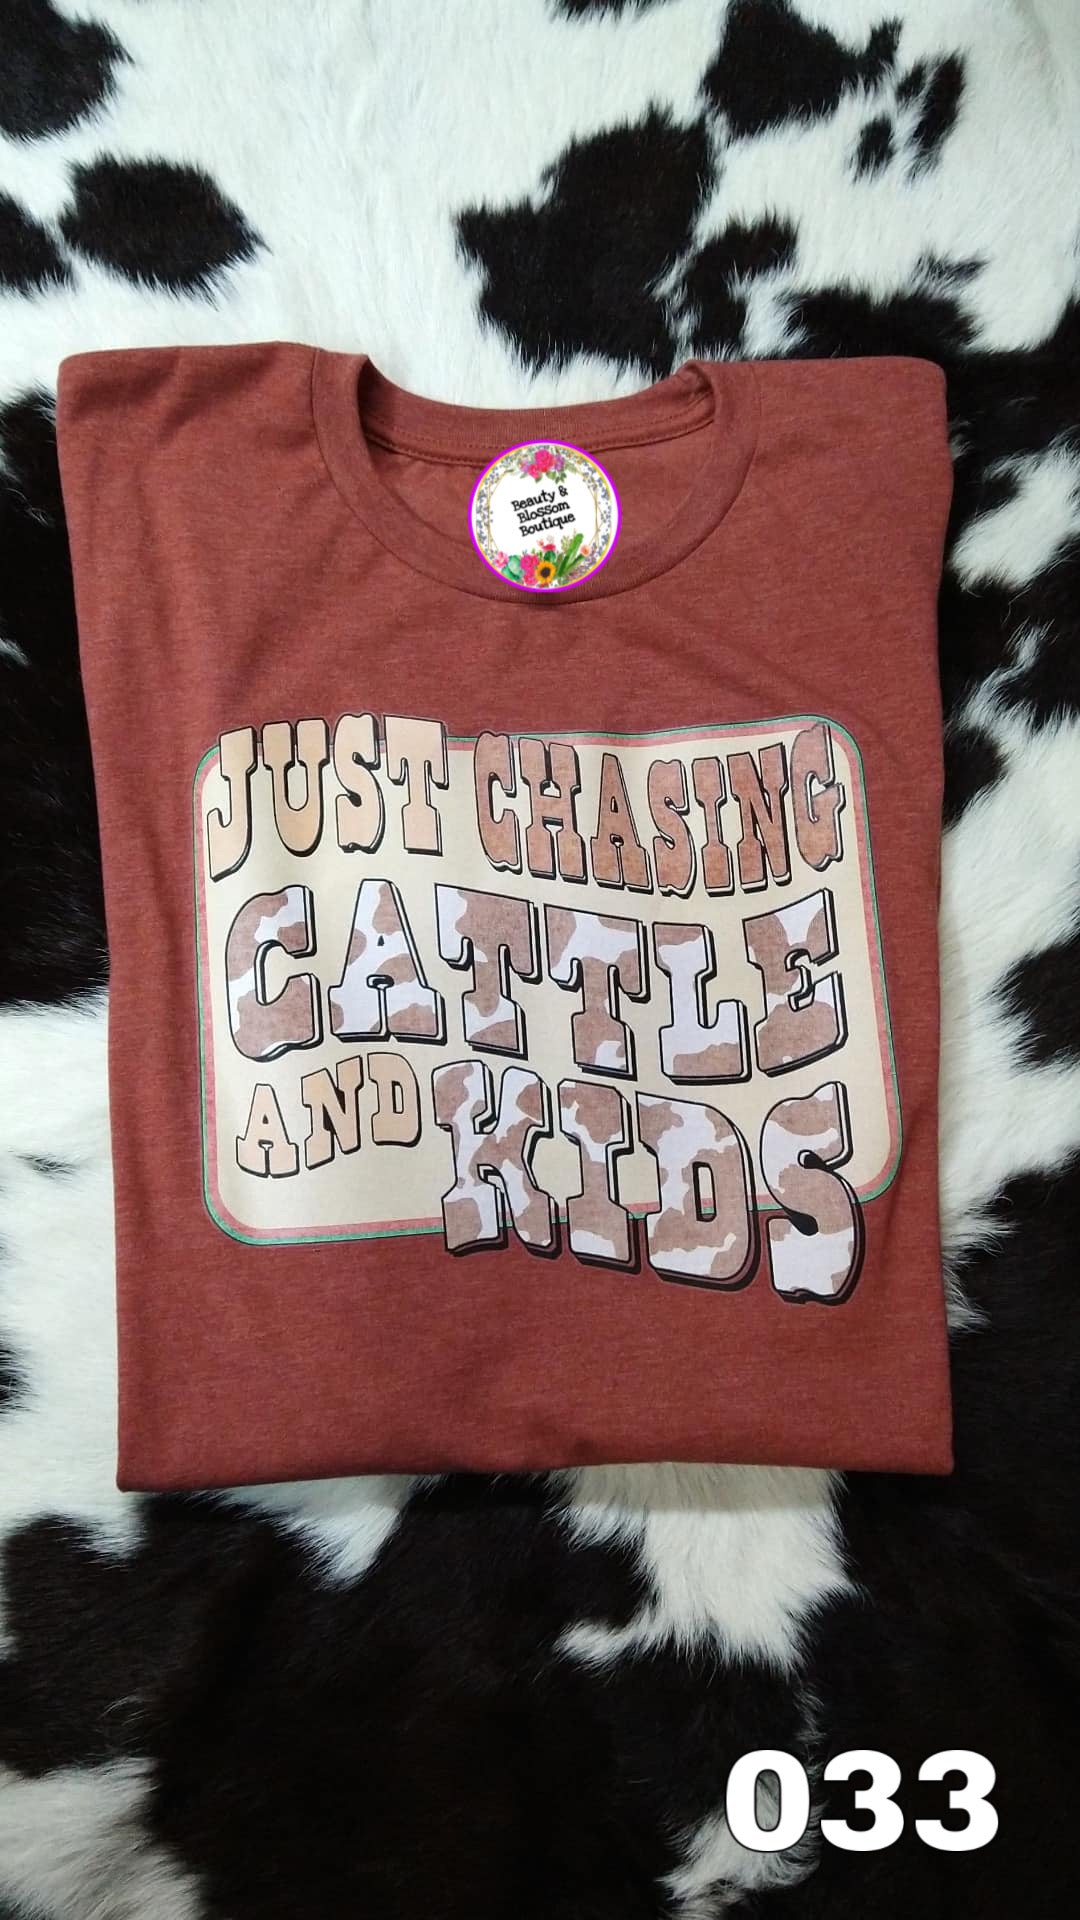 Beauty &
Blossom
Boutique
JUST CHASING
CATTLE
AND KIDS
033